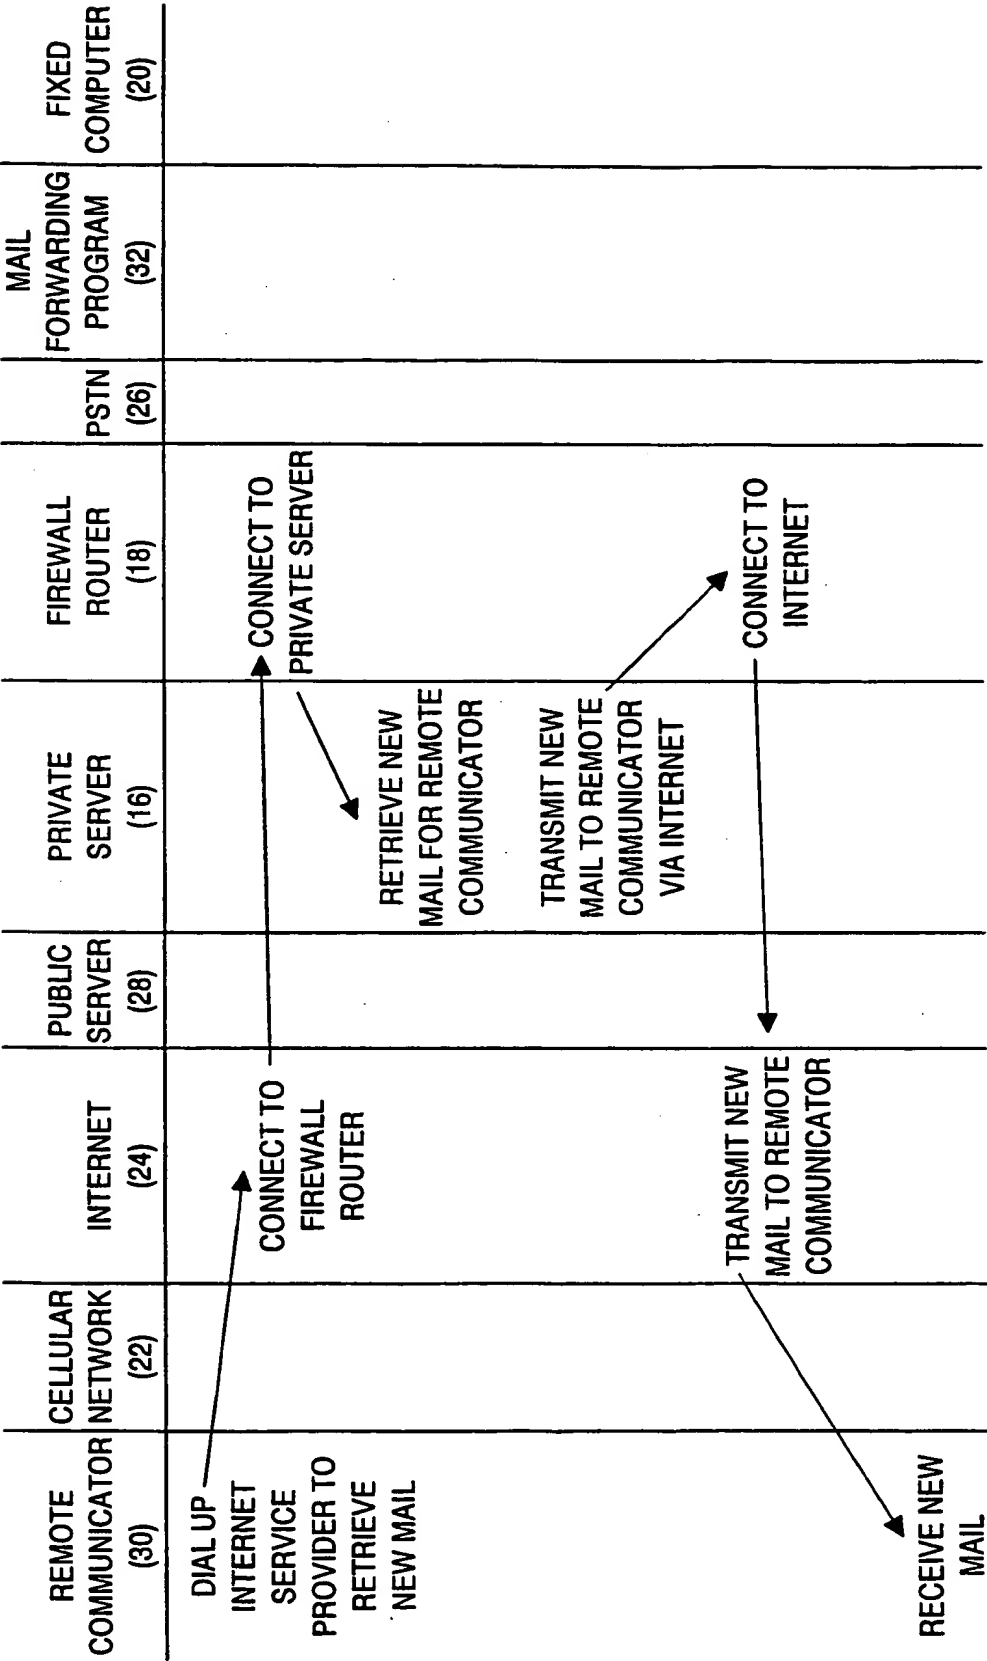 REMOTE
COMMUNICATOR
(30)
CELLULAR
NETWORK
(22)
INTERNET
(24)
PUBLIC
SERVER
(28)
PRIVATE
SERVER
(16)
FIREWALL
ROUTER
(18)
PSTN
(26)
MAIL
FORWARDING
PROGRAM
(32)
FIXED
COMPUTER
(20)
DIAL UP
INTERNET
SERVICE
PROVIDER TO
RETRIEVE
NEW MAIL
CONNECT TO
FIREWALL
ROUTER
CONNECT TO
PRIVATE SERVER
RETRIEVE NEW
MAIL FOR REMOTE
COMMUNICATOR
TRANSMIT NEW
MAIL TO REMOTE
COMMUNICATOR
VIA INTERNET
CONNECT TO
INTERNET
TRANSMIT NEW
MAIL TO REMOTE
COMMUNICATOR
RECEIVE NEW
MAIL